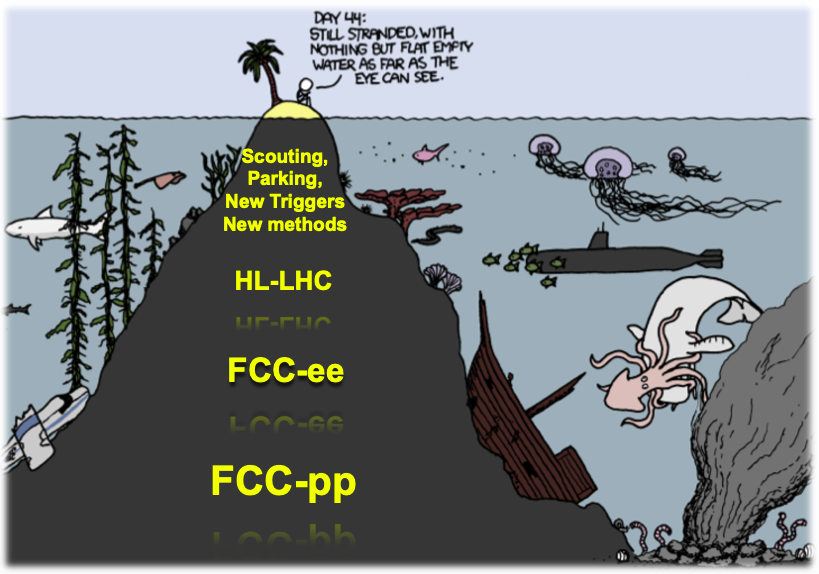 DAY 44:
STILL STRANDED, WITH
NOTHING BUT FLAT EMPTY
WATER AS FAR AS THE
EYE CAN SEE.
Scouting,
Parking,
New Triggers
New methods
HL-LHC
FCC-ee
FCC-pp